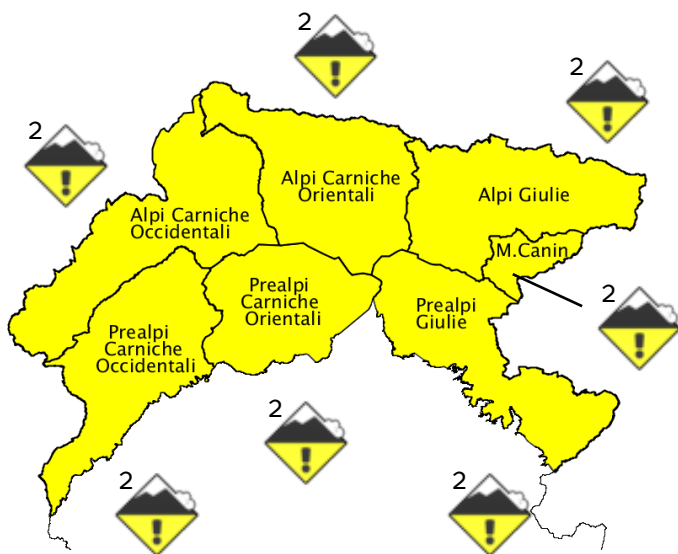 2
2
2
Alpi Carniche
Orientali
Alpi Giulie
Alpi Carniche
Occidentali
M.Canin
Prealpi
Carniche
Orientali
2
Prealpi
Giulie
Prealpi
Carniche
Occidentali
2
2
2